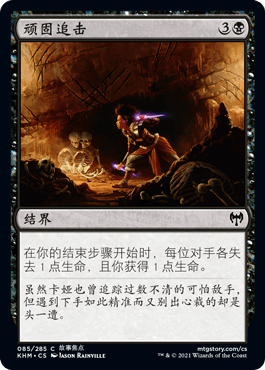 顽固追击 3
结界
在你的结束步骤开始时，每位对手各失
去1点生命，且你获得1点生命。
虽然卡娅也曾追踪过数不清的可怕敌手，
但遇到下手如此精准而又别出心裁的却是
头一遭。
085/285 C 故事焦点
KHM • CS JASON RAINVILLE
mtgstory.com/cs
™ & © 2021 Wizards of the Coast